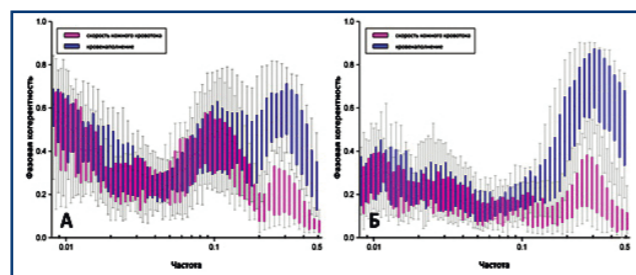 1.0
0.8
0.6
0.4
0.2
0.0
Фазовая когерентность
скорость кожного кровотока
кровенаполнение
А
0.01
0.1
0.5
Частота
1.0
0.8
0.6
0.4
0.2
0.0
Фазовая когерентность
скорость кожного кровотока
кровенаполнение
Б
0.01
0.1
0.5
Частота